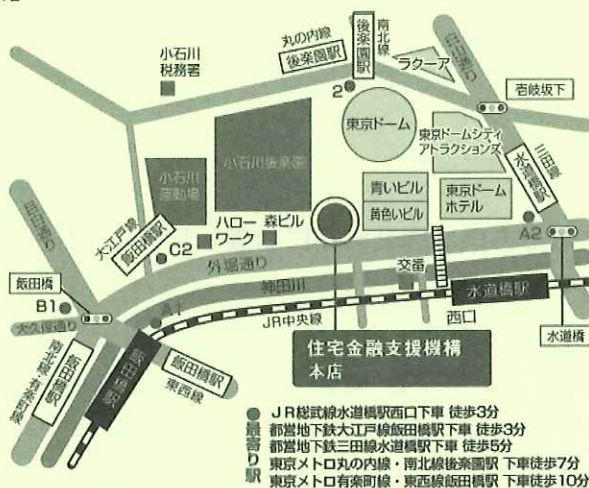 小石川
税務署
丸の内線
後楽園駅
後楽園駅
南北線
ラクーア
白山通り
壱岐坂下
2
東京ドーム
東京ドームシティ
アトラクションズ
水道橋駅
三田線
小石川後楽園
小石川
運動場
青いビル
黄色いビル
東京ドーム
ホテル
A2
目白通り
大江戸線
飯田橋駅
C2
ハロー
ワーク
森ビル
外堀通り
神田川
交番
飯田橋
B1
大久保通り
A1
水道橋駅
JR中央線
西口
水道橋
南北線・有楽町線
飯田橋駅
飯田橋駅
飯田橋駅
東西線
住宅金融支援機構
本店
最寄り駅
JR総武線水道橋駅西口下車 徒歩3分
都営地下鉄大江戸線飯田橋駅下車 徒歩3分
都営地下鉄三田線水道橋駅下車 徒歩5分
東京メトロ丸の内線・南北線後楽園駅 下車徒歩7分
東京メトロ有楽町線・東西線飯田橋駅 下車徒歩10分